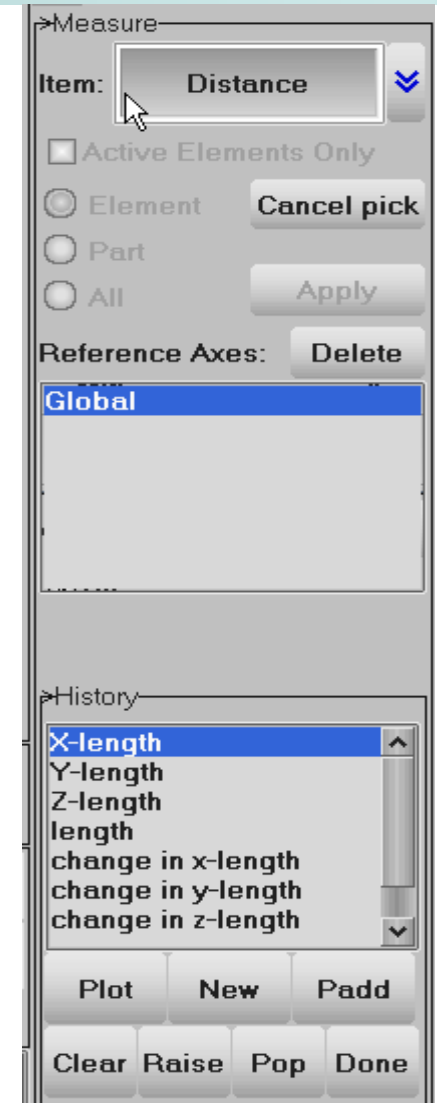 >Measure
Item: Distance
Active Elements Only
Element Cancel pick
Part
All Apply
Reference Axes: Delete
Global
>History
X-length
Y-length
Z-length
length
change in x-length
change in y-length
change in z-length
Plot New Padd
Clear Raise Pop Done